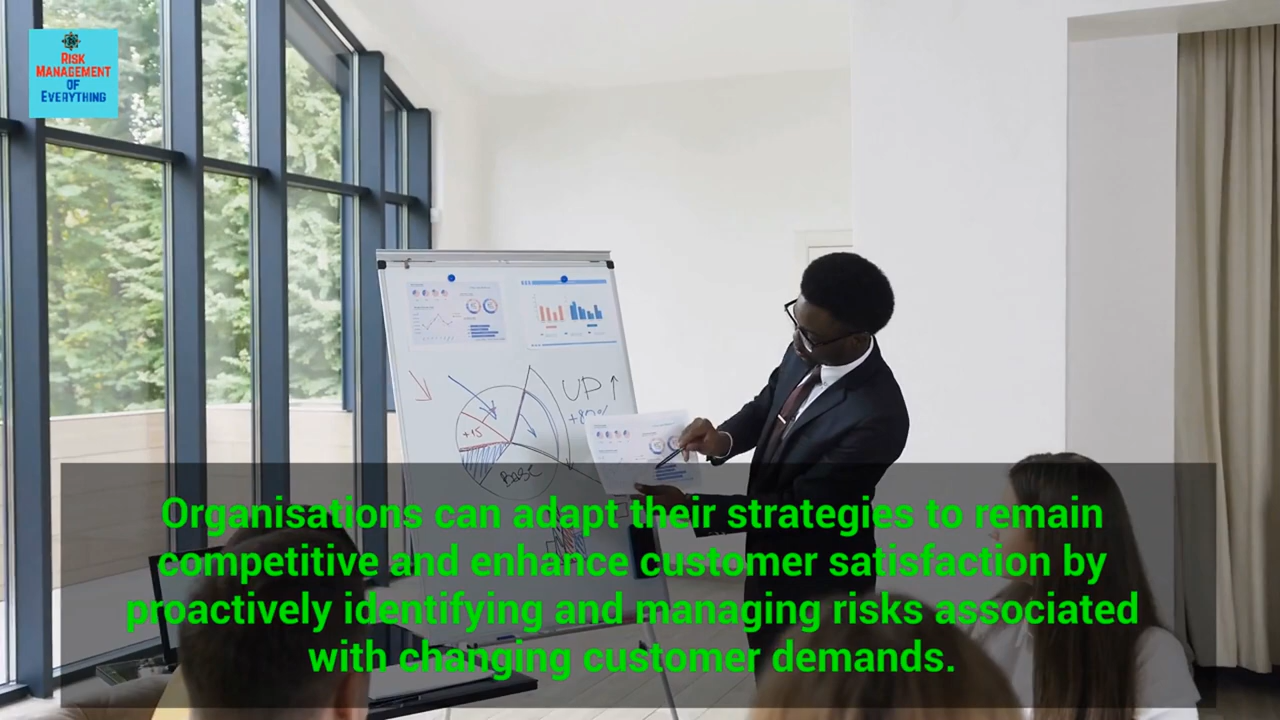 RISK
MANAGEMENT
OF
EVERYTHING
UP ↑
+15
BASE
Organisations can adapt their strategies to remain
competitive and enhance customer satisfaction by
proactively identifying and managing risks associated
with changing customer demands.